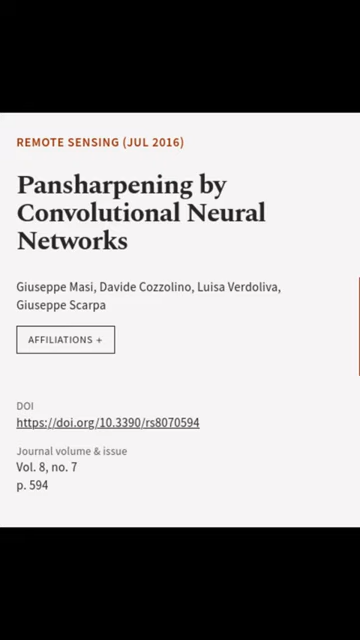 REMOTE SENSING (JUL 2016)
Pansharpening by
Convolutional Neural
Networks
Giuseppe Masi, Davide Cozzolino, Luisa Verdoliva,
Giuseppe Scarpa
AFFILIATIONS +
DOI
https://doi.org/10.3390/rs8070594
Journal volume & issue
Vol. 8, no. 7
p. 594